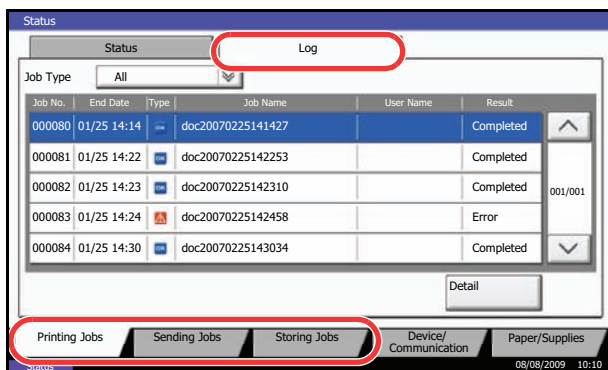 Status
Status
Log
Job Type
All
Job No. End Date Type Job Name User Name Result
000080 01/25 14:14 doc20070225141427 Completed
000081 01/25 14:22 OK doc20070225142253 Completed
000082 01/25 14:23 OK doc20070225142310 Completed
001/001
000083 01/25 14:24 doc20070225142458 Error
000084 01/25 14:30 OK doc20070225143034 Completed
Detail
Printing Jobs
Sending Jobs
Storing Jobs
Device/
Communication
Paper/Supplies
Status
08/08/2009 10:10